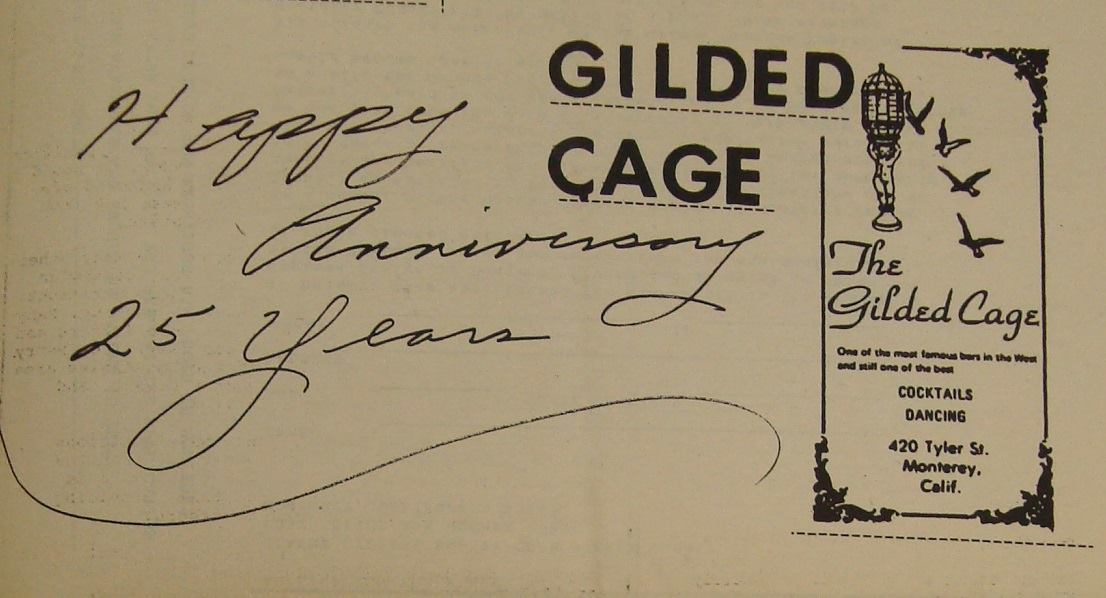 Happy
Anniversary
25 Years
GILDED
CAGE
The
Gilded Cage
One of the most famous bars in the West
and still one of the best
COCKTAILS
DANCING
420 Tyler St.
Monterey,
Calif.